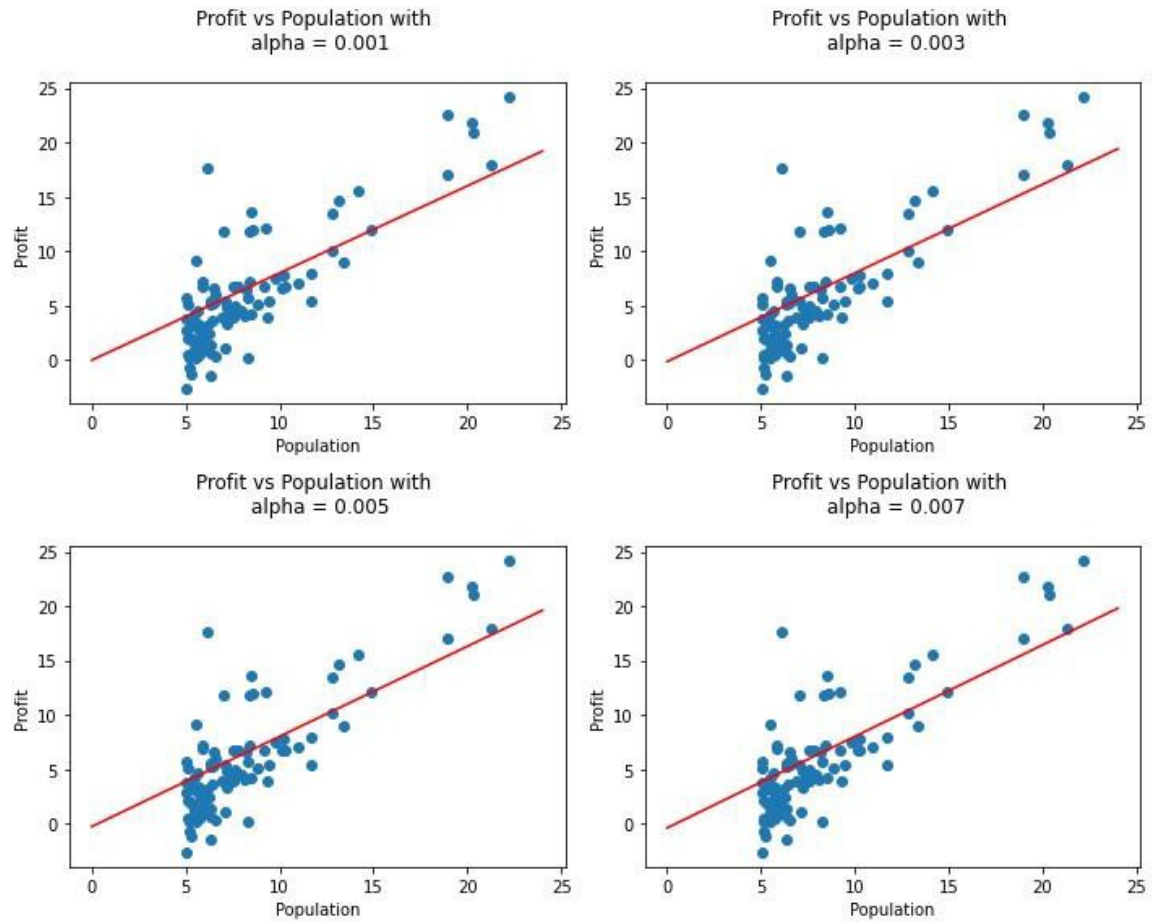 Profit vs Population with
alpha = 0.001
25
20
15
10
5
0
Profit
0 5 10 15 20 25
Population
Profit vs Population with
alpha = 0.003
25
20
15
10
5
0
Profit
0 5 10 15 20 25
Population
Profit vs Population with
alpha = 0.005
25
20
15
10
5
0
Profit
0 5 10 15 20 25
Population
Profit vs Population with
alpha = 0.007
25
20
15
10
5
0
Profit
0 5 10 15 20 25
Population